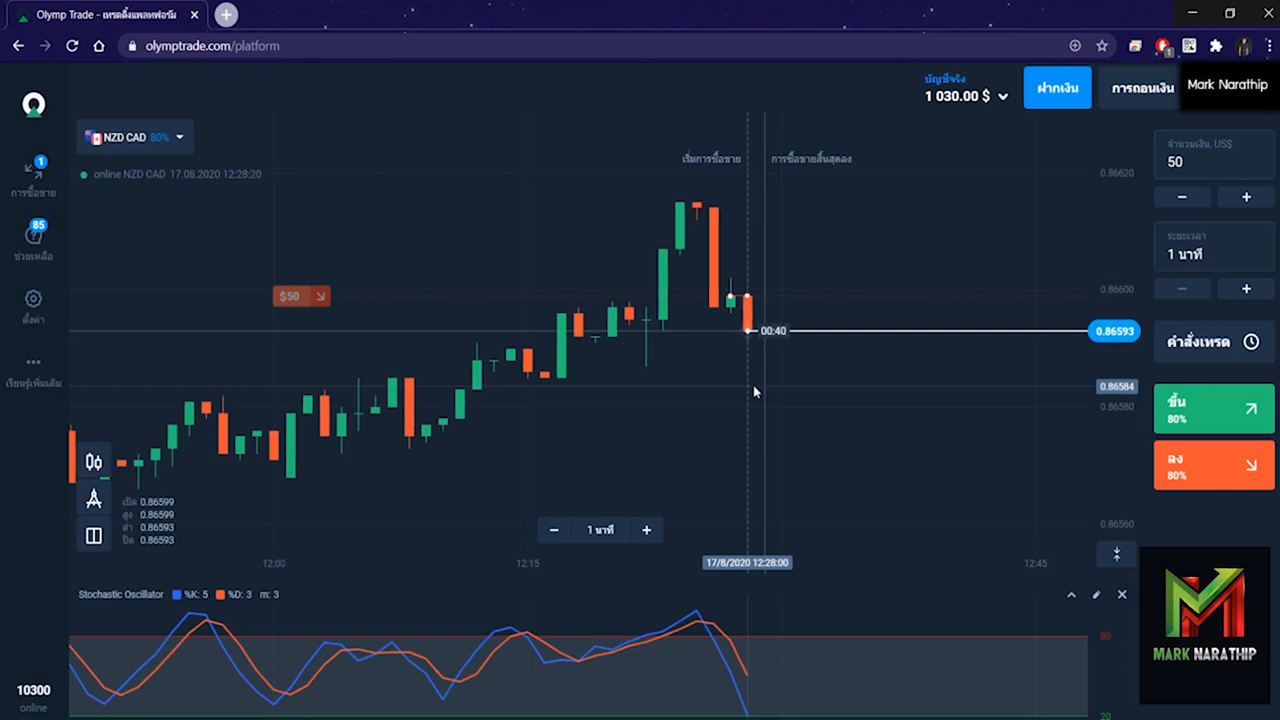 Olymp Trade - เทรดดิ้งแพลทฟอร์ม
olymptrade.com/platform
1
บัญชีจริง
1 030.00 $
ฝากเงิน
การถอนเงิน
Mark Narathip
NZD CAD 80%
online NZD CAD 17.08.2020 12:28:20
เริ่มการซื้อขาย
การซื้อขายสิ้นสุดลง
จำนวนเงิน, US$
50
0.86620
1
การซื้อขาย
85
ช่วยเหลือ
ระยะเวลา
1 นาที
0.86600
$50
ตั้งค่า
00:40
0.86593
คำสั่งเทรด
เรียนรู้เพิ่มเติม
0.86584
0.86580
ขึ้น
80%
ลง
80%
เปิด 0.86599
สูง 0.86599
ต่ำ 0.86593
ปิด 0.86593
1 นาที
0.86560
12:00
12:15
17/8/2020 12:28:00
12:45
Stochastic Oscillator %K: 5 %D: 3 m: 3
80
20
MARK NARATHIP
10300
online